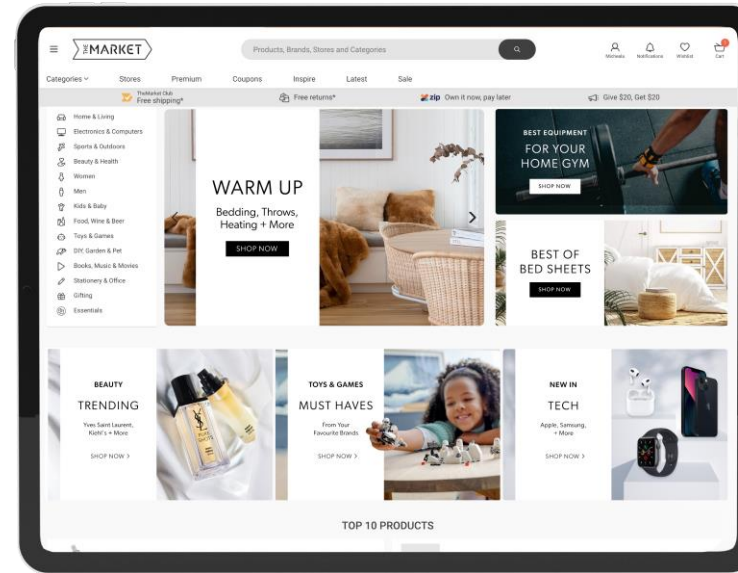 THE MARKET
Products, Brands, Stores and Categories
Michaela Notifications Wishlist Cart
Categories Stores Premium Coupons Inspire Latest Sale
TheMarket Club
Free shipping*
Free returns*
zip Own it now, pay later
Give $20, Get $20
Home & Living
Electronics & Computers
Sports & Outdoors
Beauty & Health
Women
Men
Kids & Baby
Food, Wine & Beer
Toys & Games
DIY, Garden & Pet
Books, Music & Movies
Stationery & Office
Gifting
Essentials
WARM UP
Bedding, Throws,
Heating + More
SHOP NOW
BEST EQUIPMENT
FOR YOUR
HOME GYM
SHOP NOW
BEST OF
BED SHEETS
SHOP NOW
BEAUTY
TRENDING
Yves Saint Laurent,
Kiehl's + More
SHOP NOW >
TOYS & GAMES
MUST HAVES
From Your
Favourite Brands
SHOP NOW >
NEW IN
TECH
Apple, Samsung,
+ More
SHOP NOW >
TOP 10 PRODUCTS